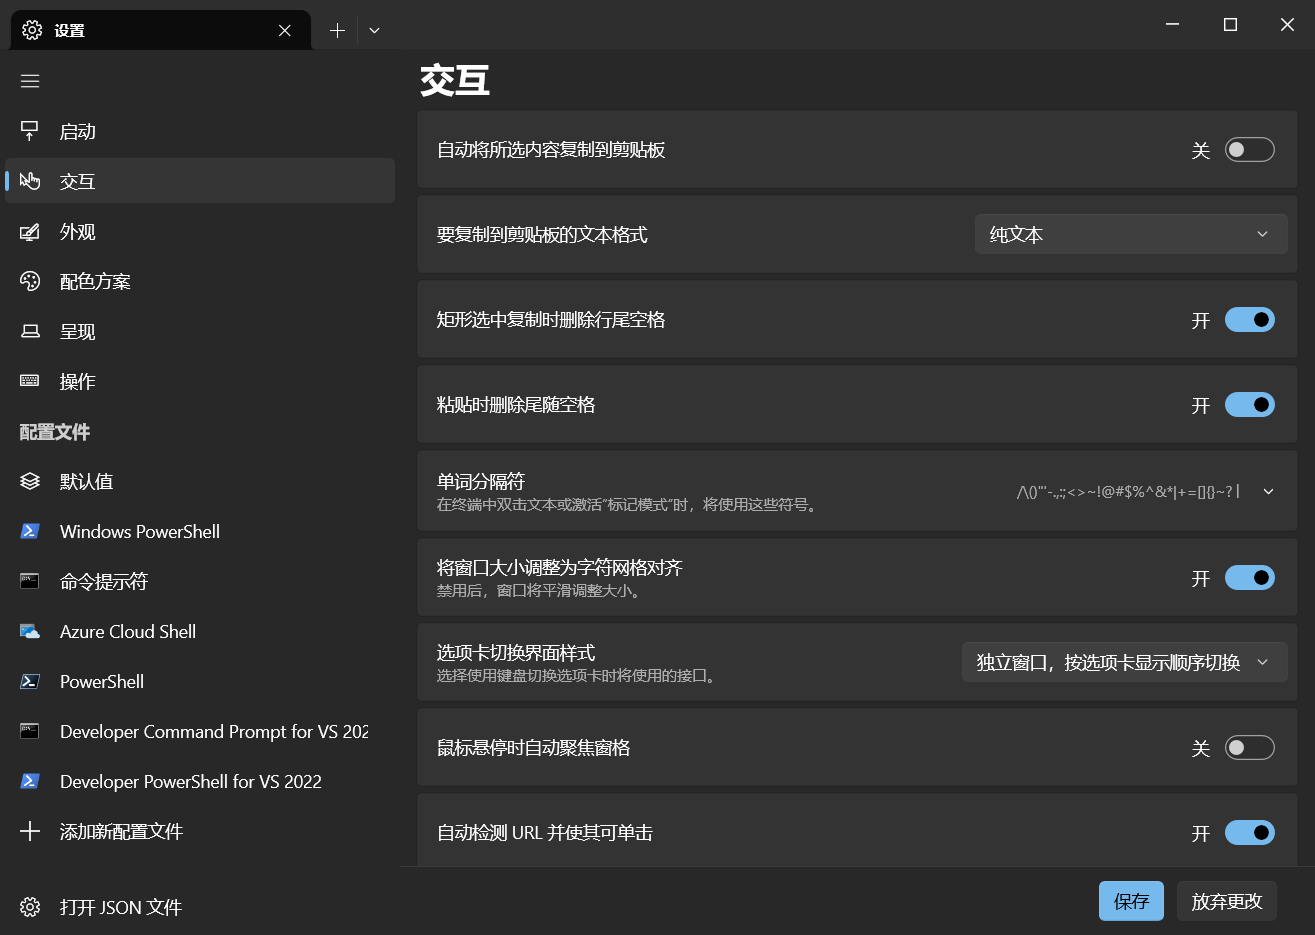 设置
启动
交互
外观
配色方案
呈现
操作
配置文件
默认值
Windows PowerShell
命令提示符
Azure Cloud Shell
PowerShell
Developer Command Prompt for VS 202
Developer PowerShell for VS 2022
添加新配置文件
打开 JSON 文件
交互
自动将所选内容复制到剪贴板
关
要复制到剪贴板的文本格式
纯文本
矩形选中复制时删除行尾空格
开
粘贴时删除尾随空格
开
单词分隔符
在终端中双击文本或激活"标记模式"时，将使用这些符号。
/\()"'-.,:;<>~!@#$%^&*|+=[]{}~?│
将窗口大小调整为字符网格对齐
禁用后，窗口将平滑调整大小。
开
选项卡切换界面样式
选择使用键盘切换选项卡时将使用的接口。
独立窗口，按选项卡显示顺序切换
鼠标悬停时自动聚焦窗格
关
自动检测 URL 并使其可单击
开
保存
放弃更改